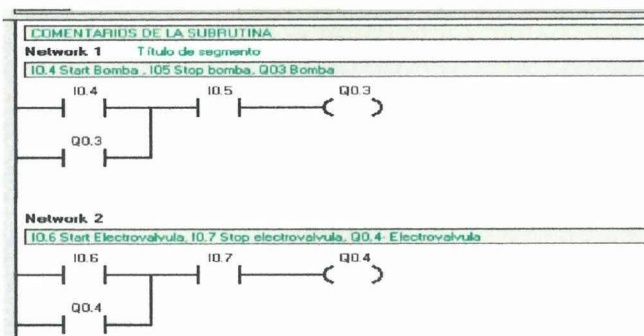 COMENTARIOS DE LA SUBRUTINA
Network 1 Título de segmento
I0.4 Start Bomba , I05 Stop bomba, Q03 Bomba
I0.4 I0.5 Q0.3
Q0.3
Network 2
I0.6 Start Electrovalvula, I0.7 Stop electrovalvula, Q0.4- Electrovalvula
I0.6 I0.7 Q0.4
Q0.4